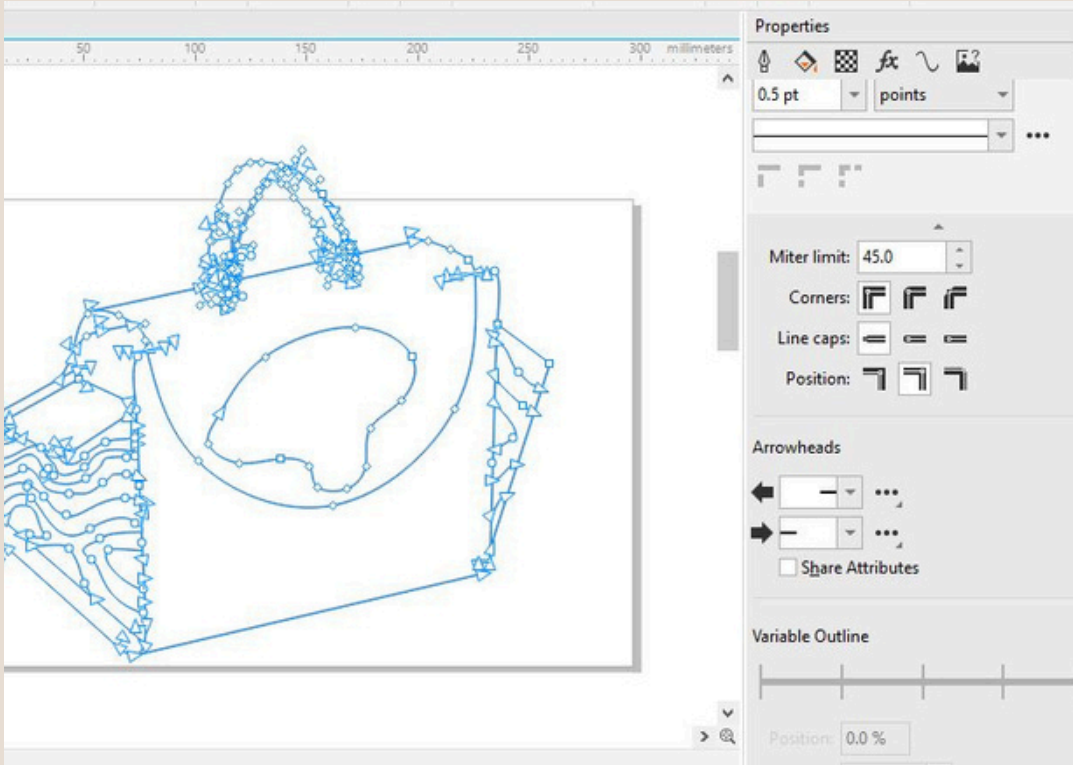 Properties
50 100 150 200 250 300 millimeters
fx
0.5 pt points
Miter limit: 45.0
Corners:
Line caps:
Position:
Arrowheads
Share Attributes
Variable Outline
Position: 0.0 %